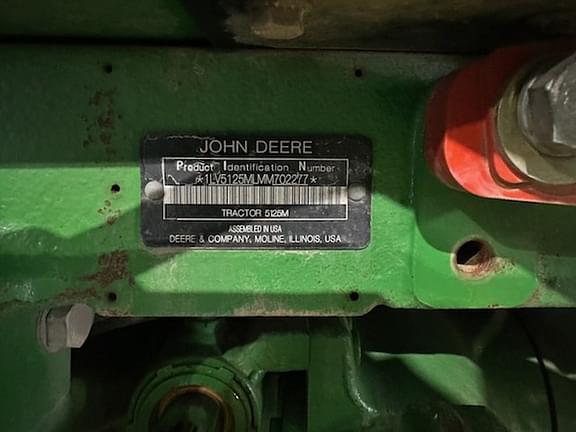 JOHN DEERE
Product Identification Number
*1LV5125MLMM702277*
TRACTOR 5125M
ASSEMBLED IN USA
DEERE & COMPANY, MOLINE, ILLINOIS, USA